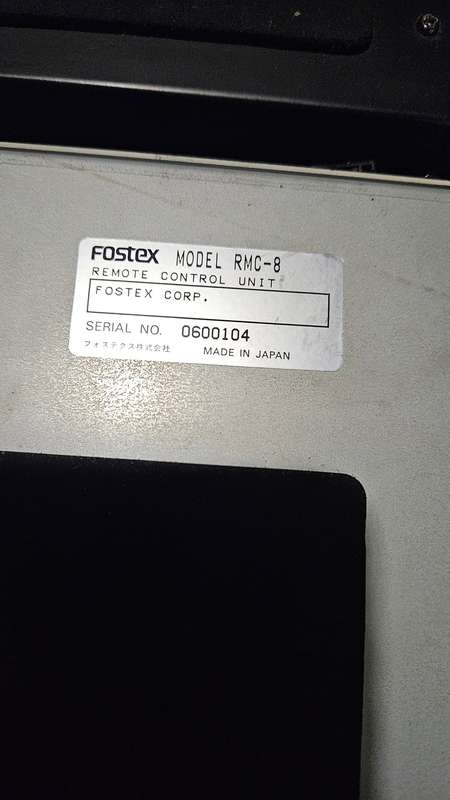 Fostex MODEL RMC-8
REMOTE CONTROL UNIT
FOSTEX CORP.
SERIAL NO. 0600104
フォステクス株式会社 MADE IN JAPAN